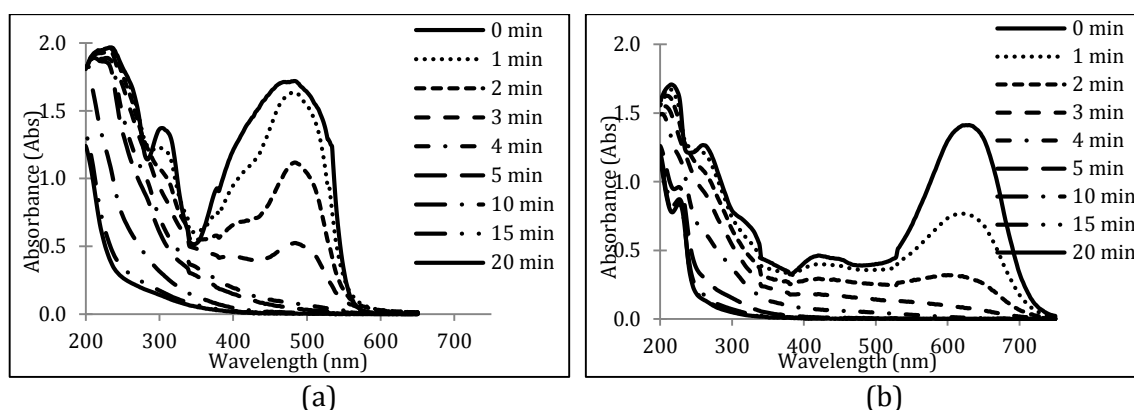 2.0
1.5
1.0
0.5
0.0
Absorbance (Abs)
200 300 400 500 600 700
Wavelength (nm)
0 min
1 min
2 min
3 min
4 min
5 min
10 min
15 min
20 min
(a)
2.0
1.5
1.0
0.5
0.0
Absorbance (Abs)
200 300 400 500 600 700
Wavelength (nm)
0 min
1 min
2 min
3 min
4 min
5 min
10 min
15 min
20 min
(b)